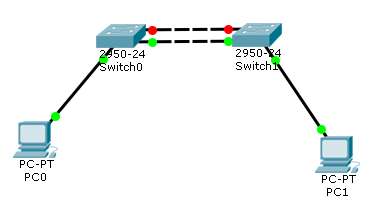 2950-24
Switch0
2950-24
Switch1
PC-PT
PC0
PC-PT
PC1